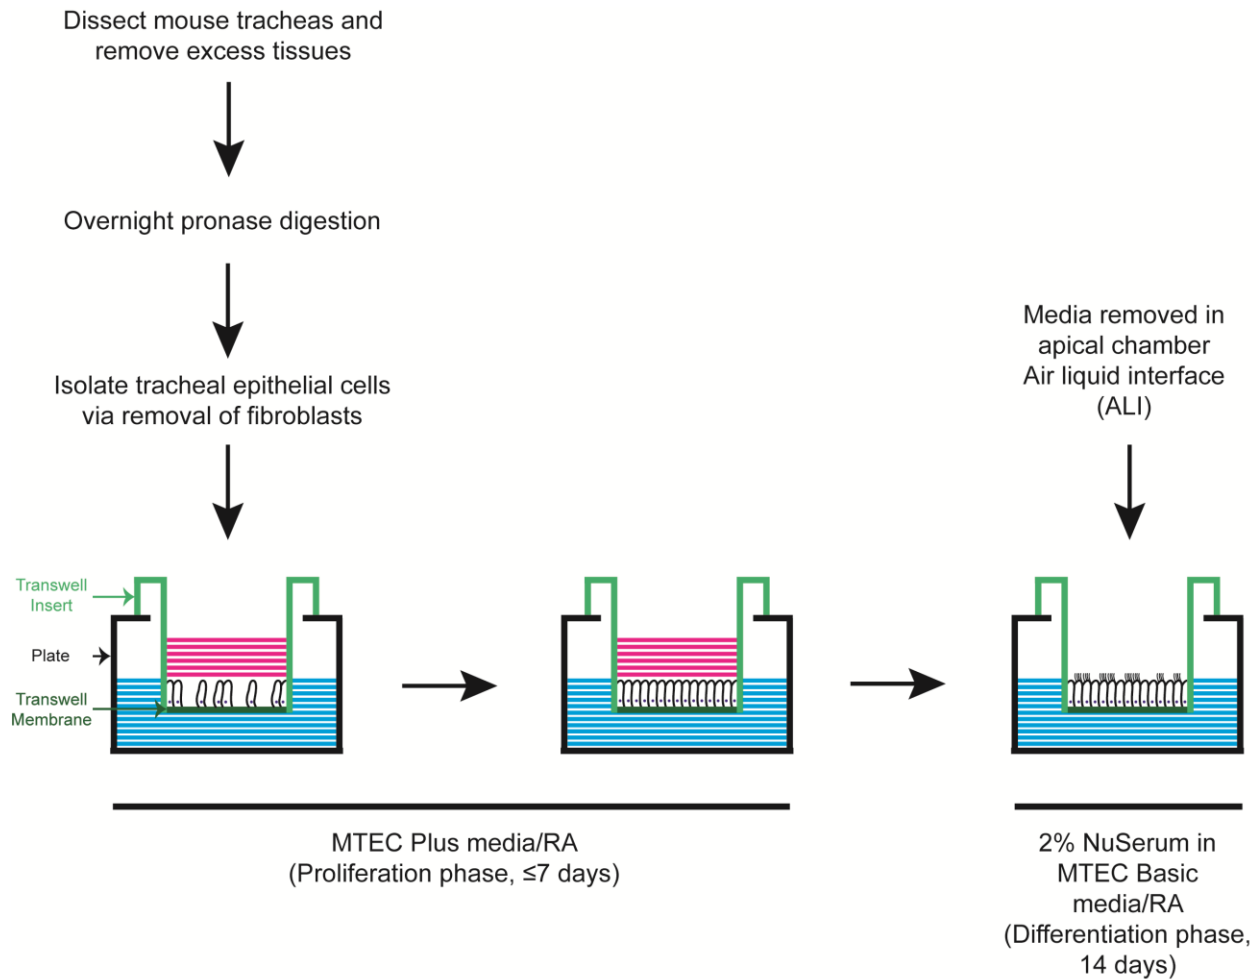 Dissect mouse tracheas and
remove excess tissues
Overnight pronase digestion
Isolate tracheal epithelial cells
via removal of fibroblasts
Media removed in
apical chamber
Air liquid interface
(ALI)
Transwell
Insert
Plate
Transwell
Membrane
MTEC Plus media/RA
(Proliferation phase, ≤7 days)
2% NuSerum in
MTEC Basic
media/RA
(Differentiation phase,
14 days)